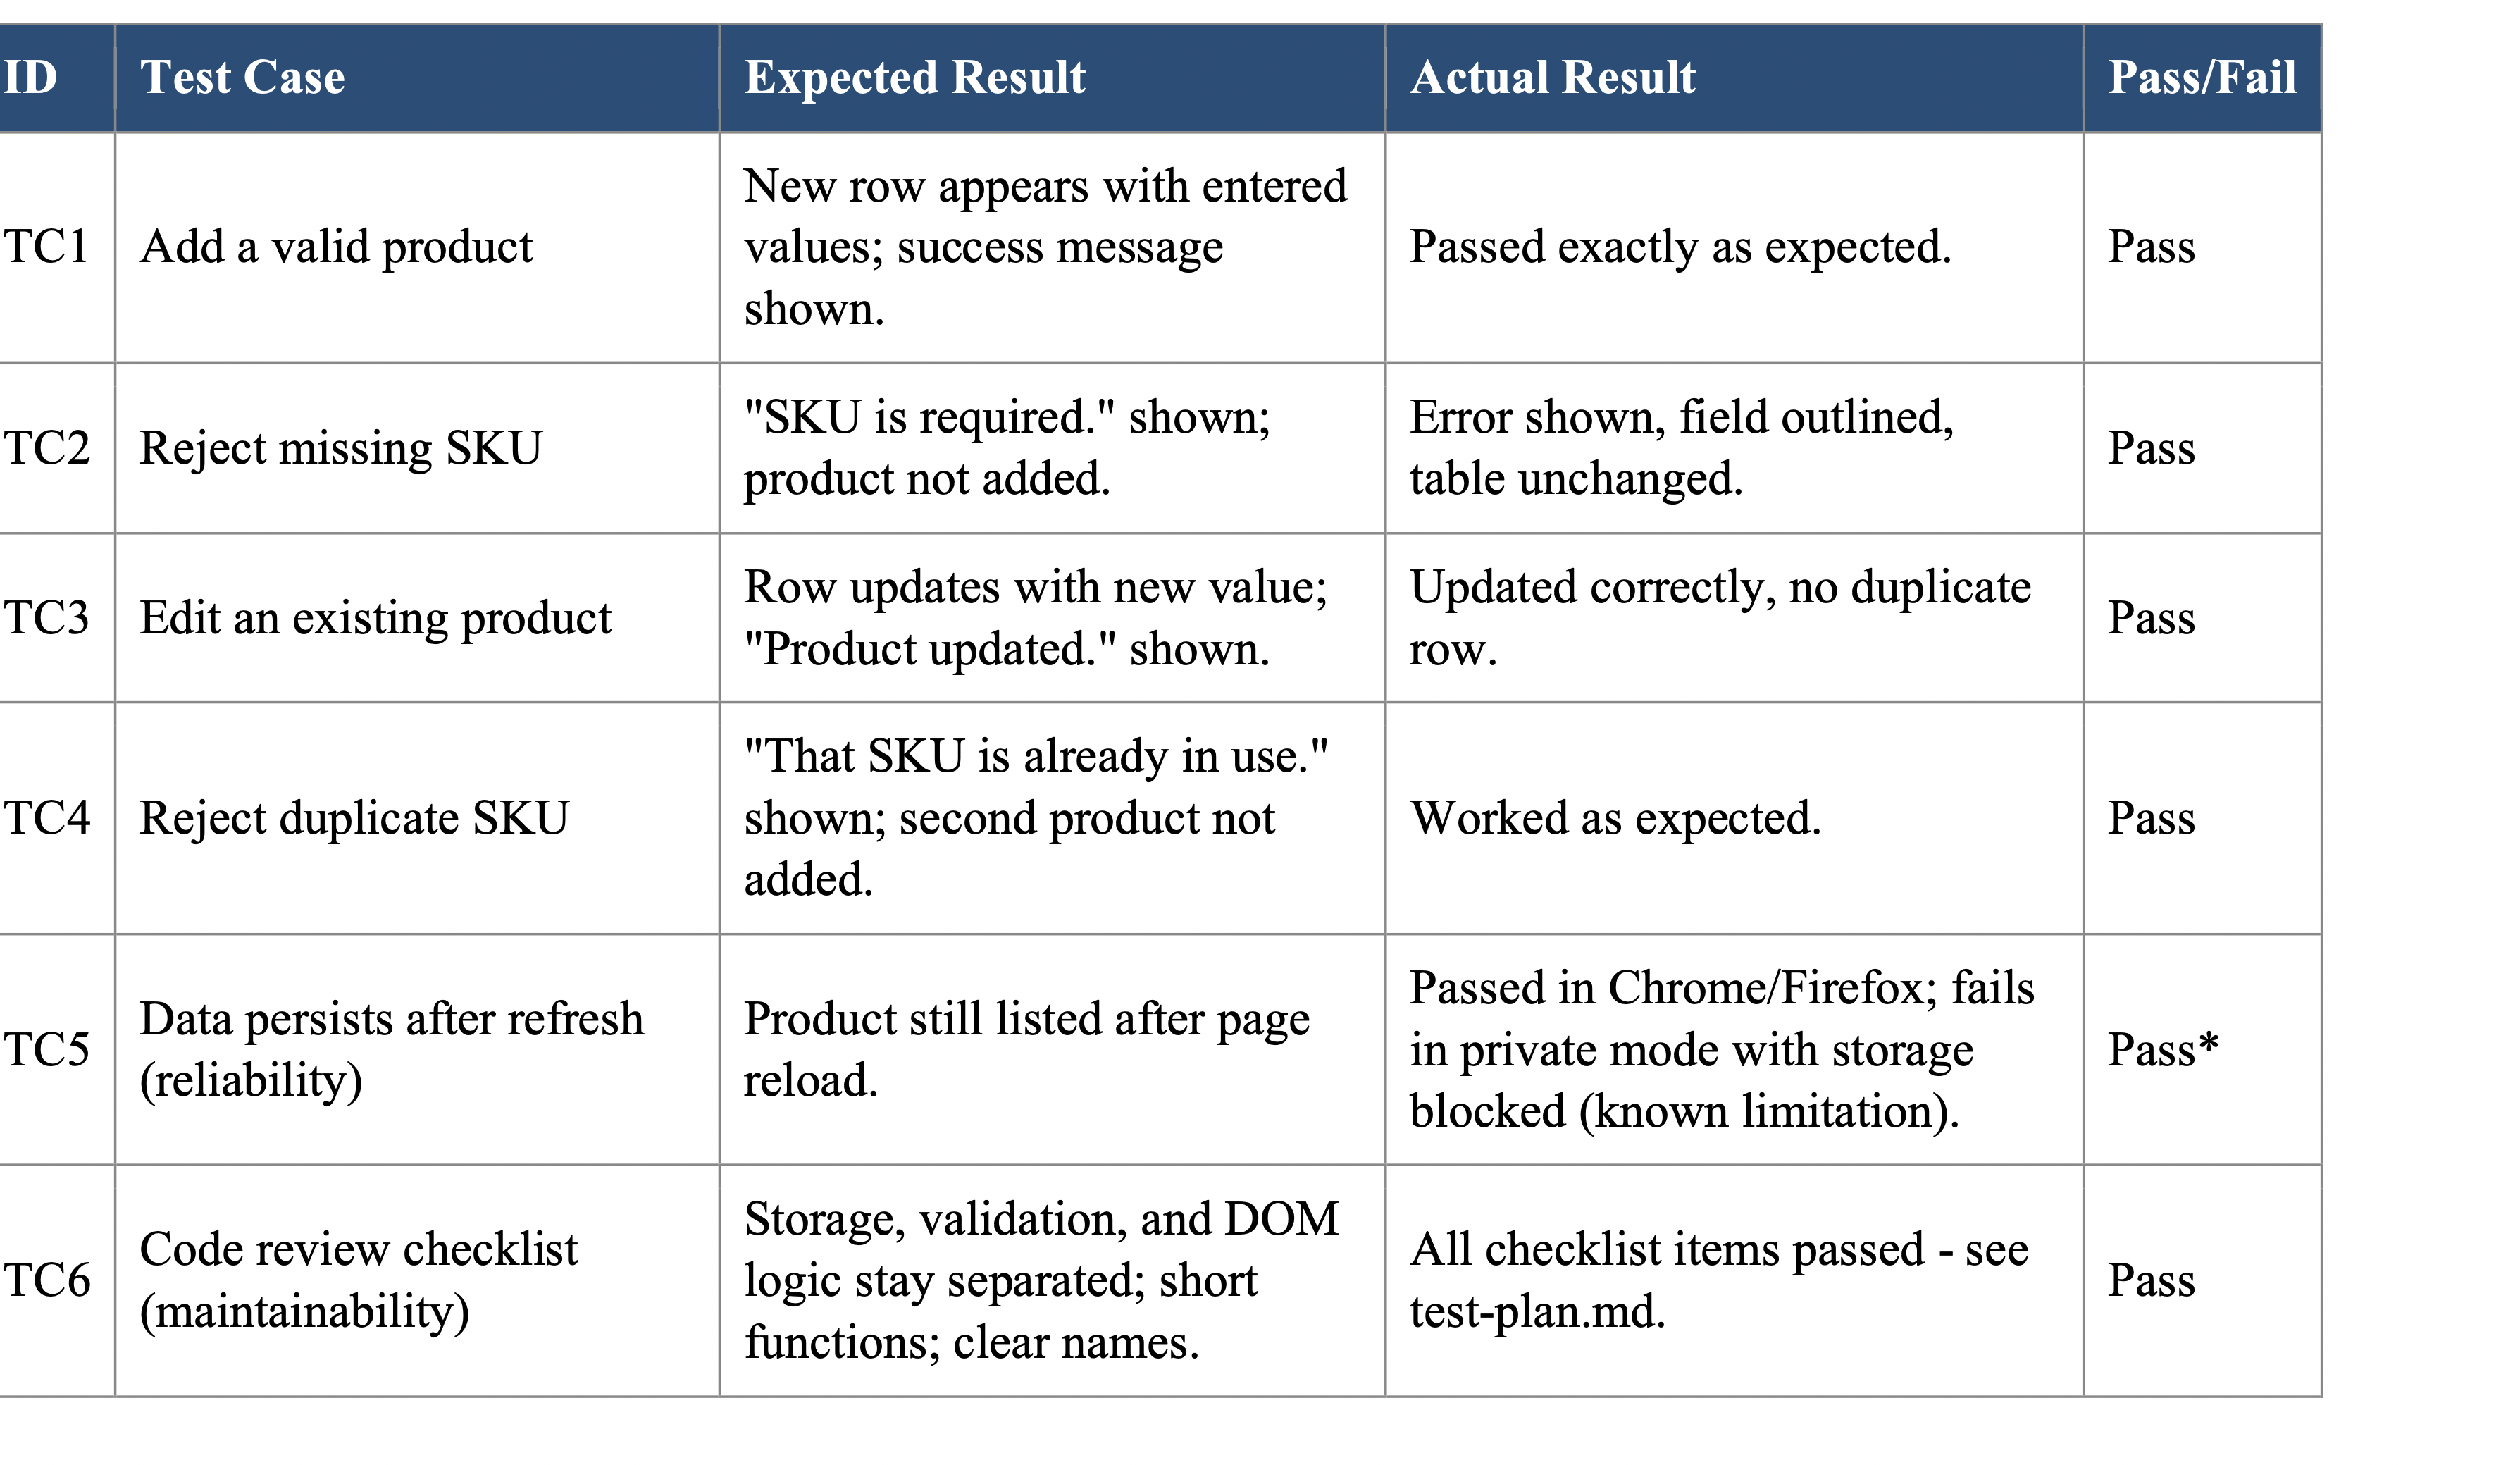 ID Test Case Expected Result Actual Result Pass/Fail
TC1 Add a valid product New row appears with entered
values; success message
shown. Passed exactly as expected. Pass
TC2 Reject missing SKU "SKU is required." shown;
product not added. Error shown, field outlined,
table unchanged. Pass
TC3 Edit an existing product Row updates with new value;
"Product updated." shown. Updated correctly, no duplicate
row. Pass
TC4 Reject duplicate SKU "That SKU is already in use."
shown; second product not
added. Worked as expected. Pass
TC5 Data persists after refresh
(reliability) Product still listed after page
reload. Passed in Chrome/Firefox; fails
in private mode with storage
blocked (known limitation). Pass*
TC6 Code review checklist
(maintainability) Storage, validation, and DOM
logic stay separated; short
functions; clear names. All checklist items passed - see
test-plan.md. Pass